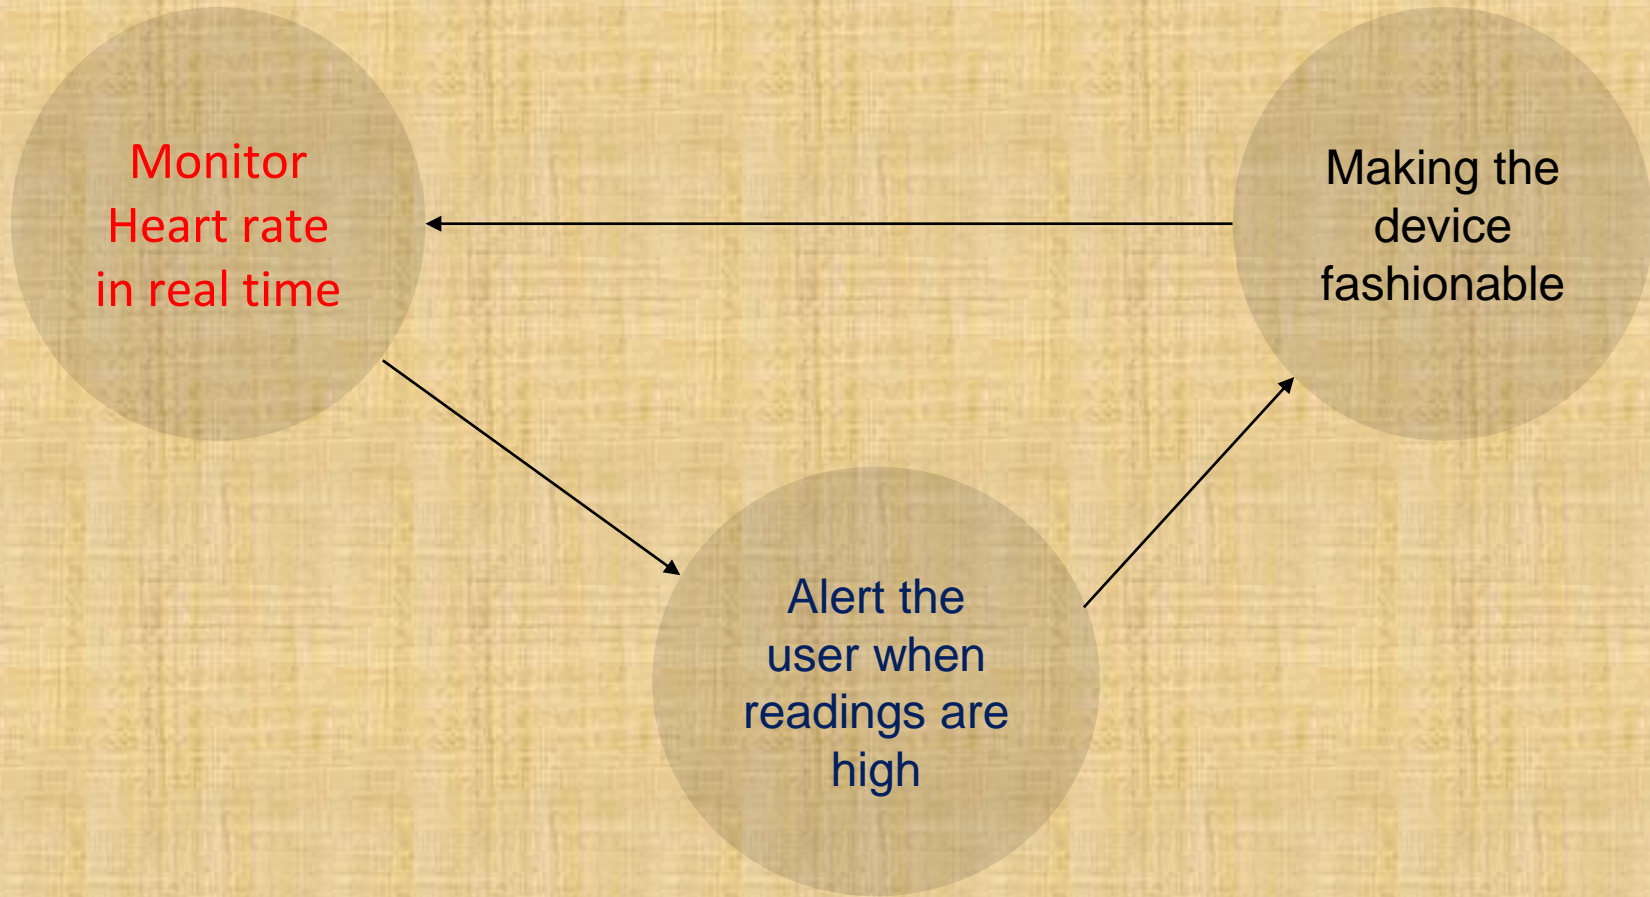 Monitor
Heart rate
in real time
Making the
device
fashionable
Alert the
user when
readings are
high